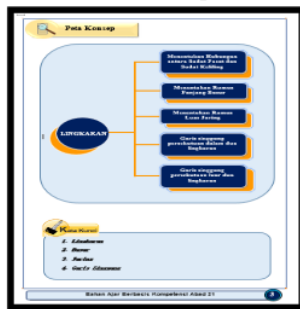 Peta Konsep
Menentukan Hubungan
antara Sudut Pusat dan
Sudut Keliling
Menentukan Rumus
Panjang Busur
LINGKARAN
Menentukan Rumus
Luas Juring
Garis singgung
persekutuan dalam dua
lingkaran
Garis singgung
persekutuan luar dua
lingkaran
Kata Kunci
1. Lingkaran
2. Busur
3. Juring
4. Garis Singgung
Bahan Ajar Berbasis Kompetensi Abad 21
3